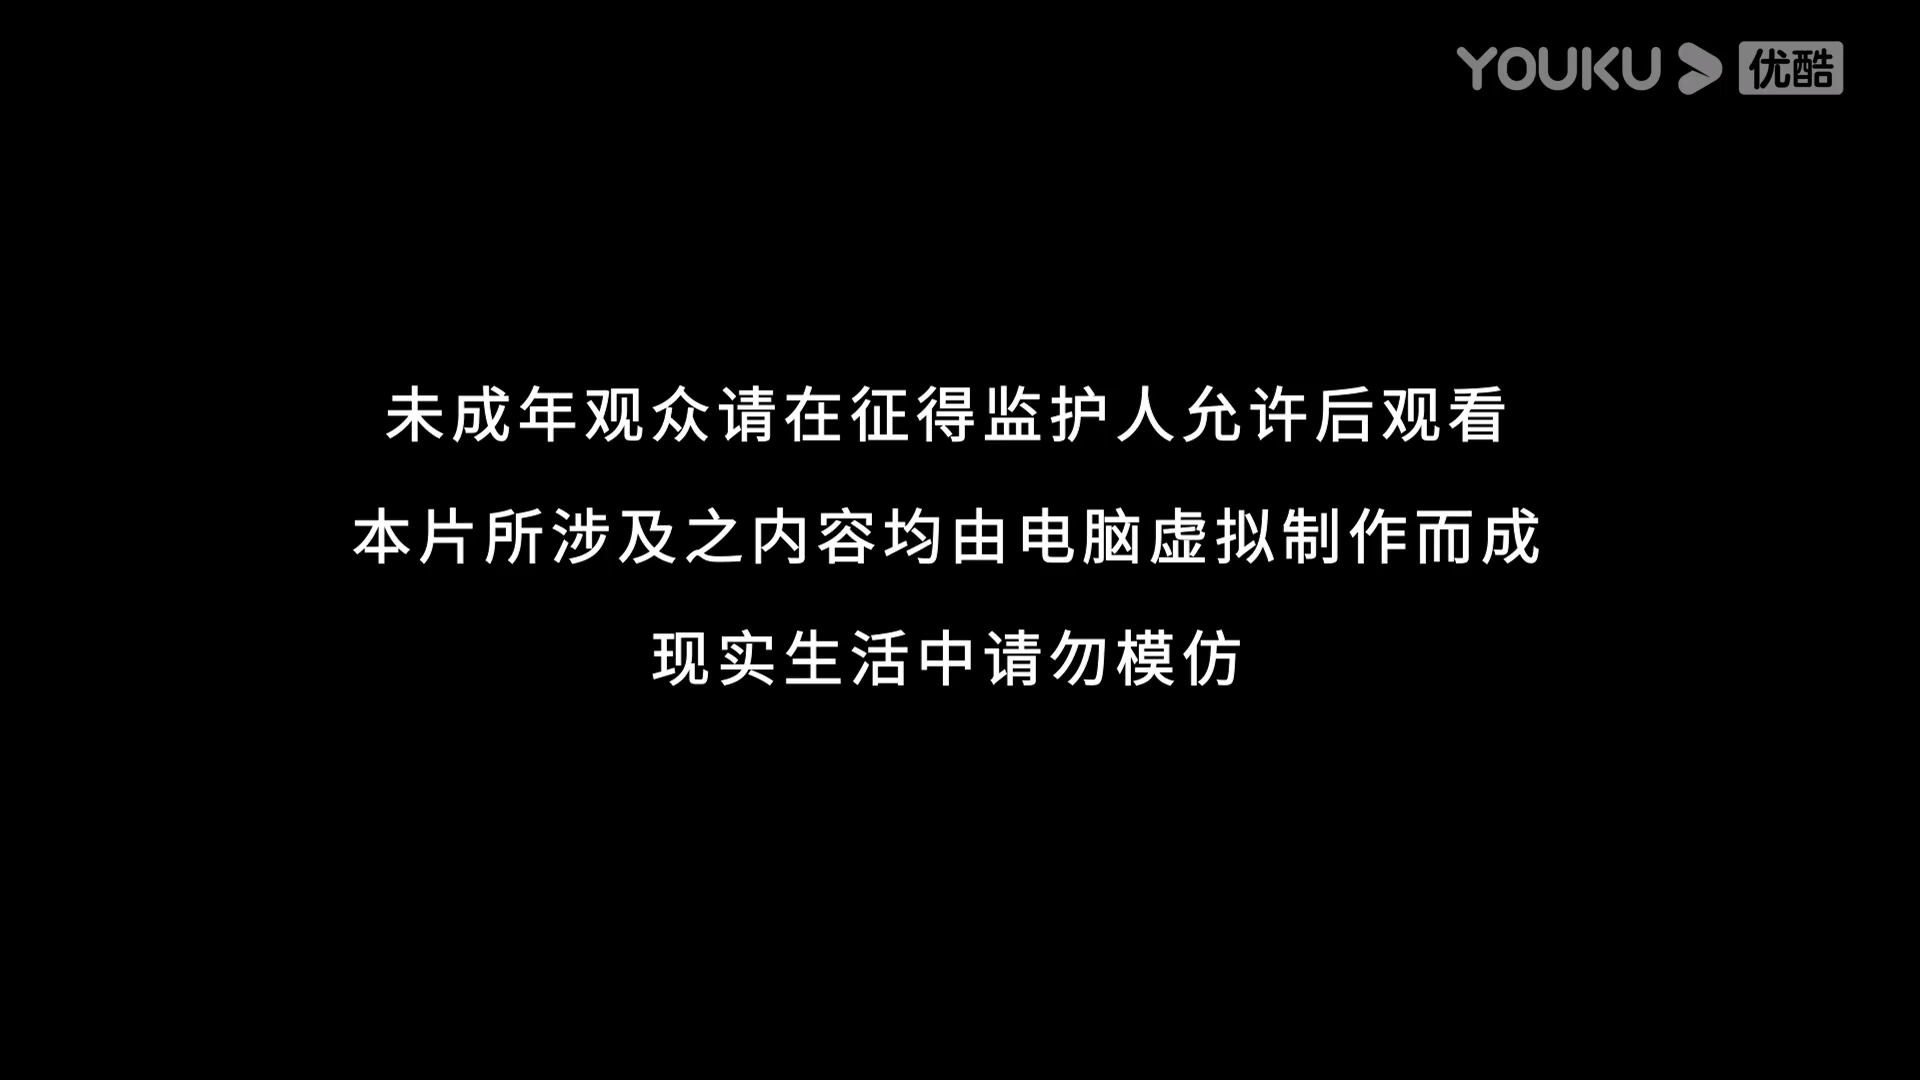 YOUKU 优酷
未成年观众请在征得监护人允许后观看
本片所涉及之内容均由电脑虚拟制作而成
现实生活中请勿模仿